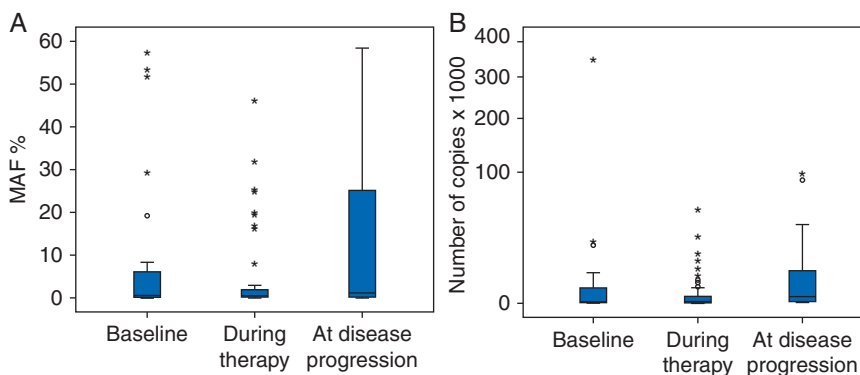 A
MAF %
60
50
40
30
20
10
0
Baseline
During
therapy
At disease
progression
B
Number of copies x 1000
400
300
200
100
0
Baseline
During
therapy
At disease
progression